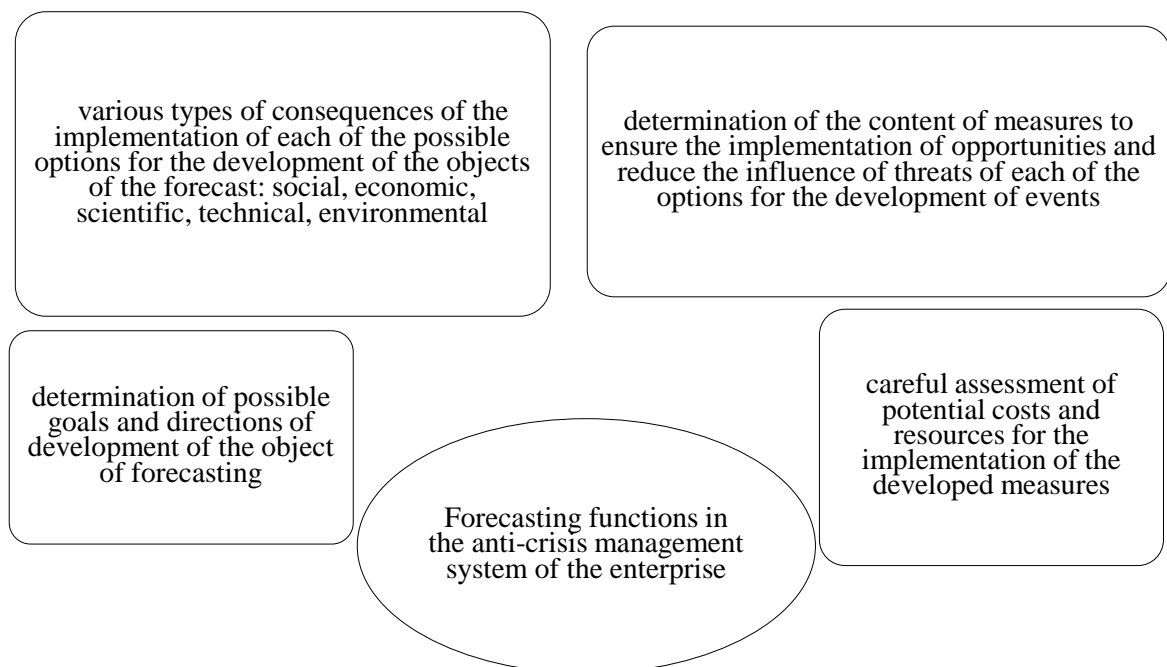 various types of consequences of the
implementation of each of the possible
options for the development of the objects
of the forecast: social, economic,
scientific, technical, environmental
determination of the content of measures to
ensure the implementation of opportunities and
reduce the influence of threats of each of the
options for the development of events
determination of possible
goals and directions of
development of the object
of forecasting
careful assessment of
potential costs and
resources for the
implementation of the
developed measures
Forecasting functions in
the anti-crisis management
system of the enterprise